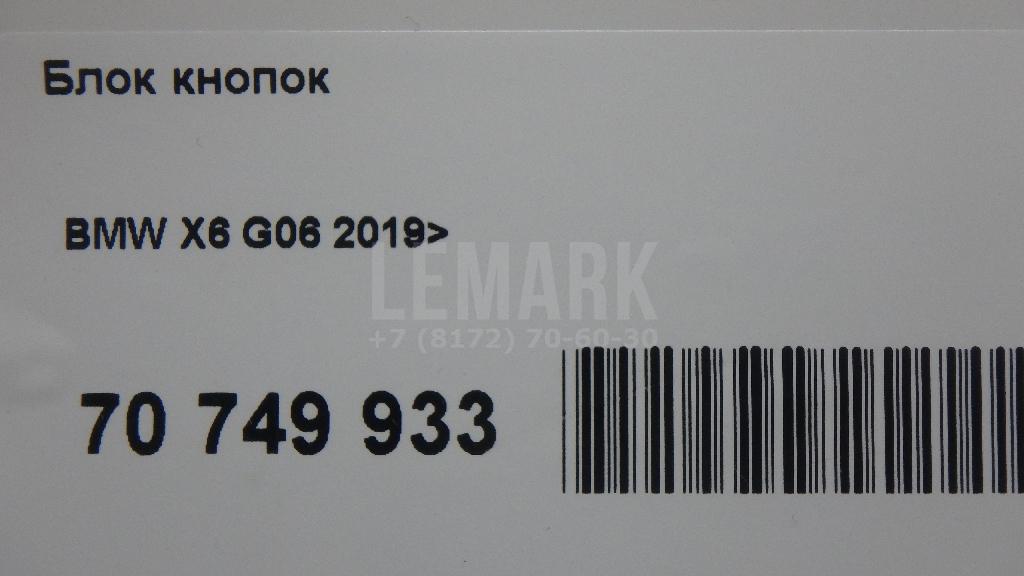 Блок кнопок
BMW X6 G06 2019>
LEMARK
+7 (8172) 70-60-30
70 749 933